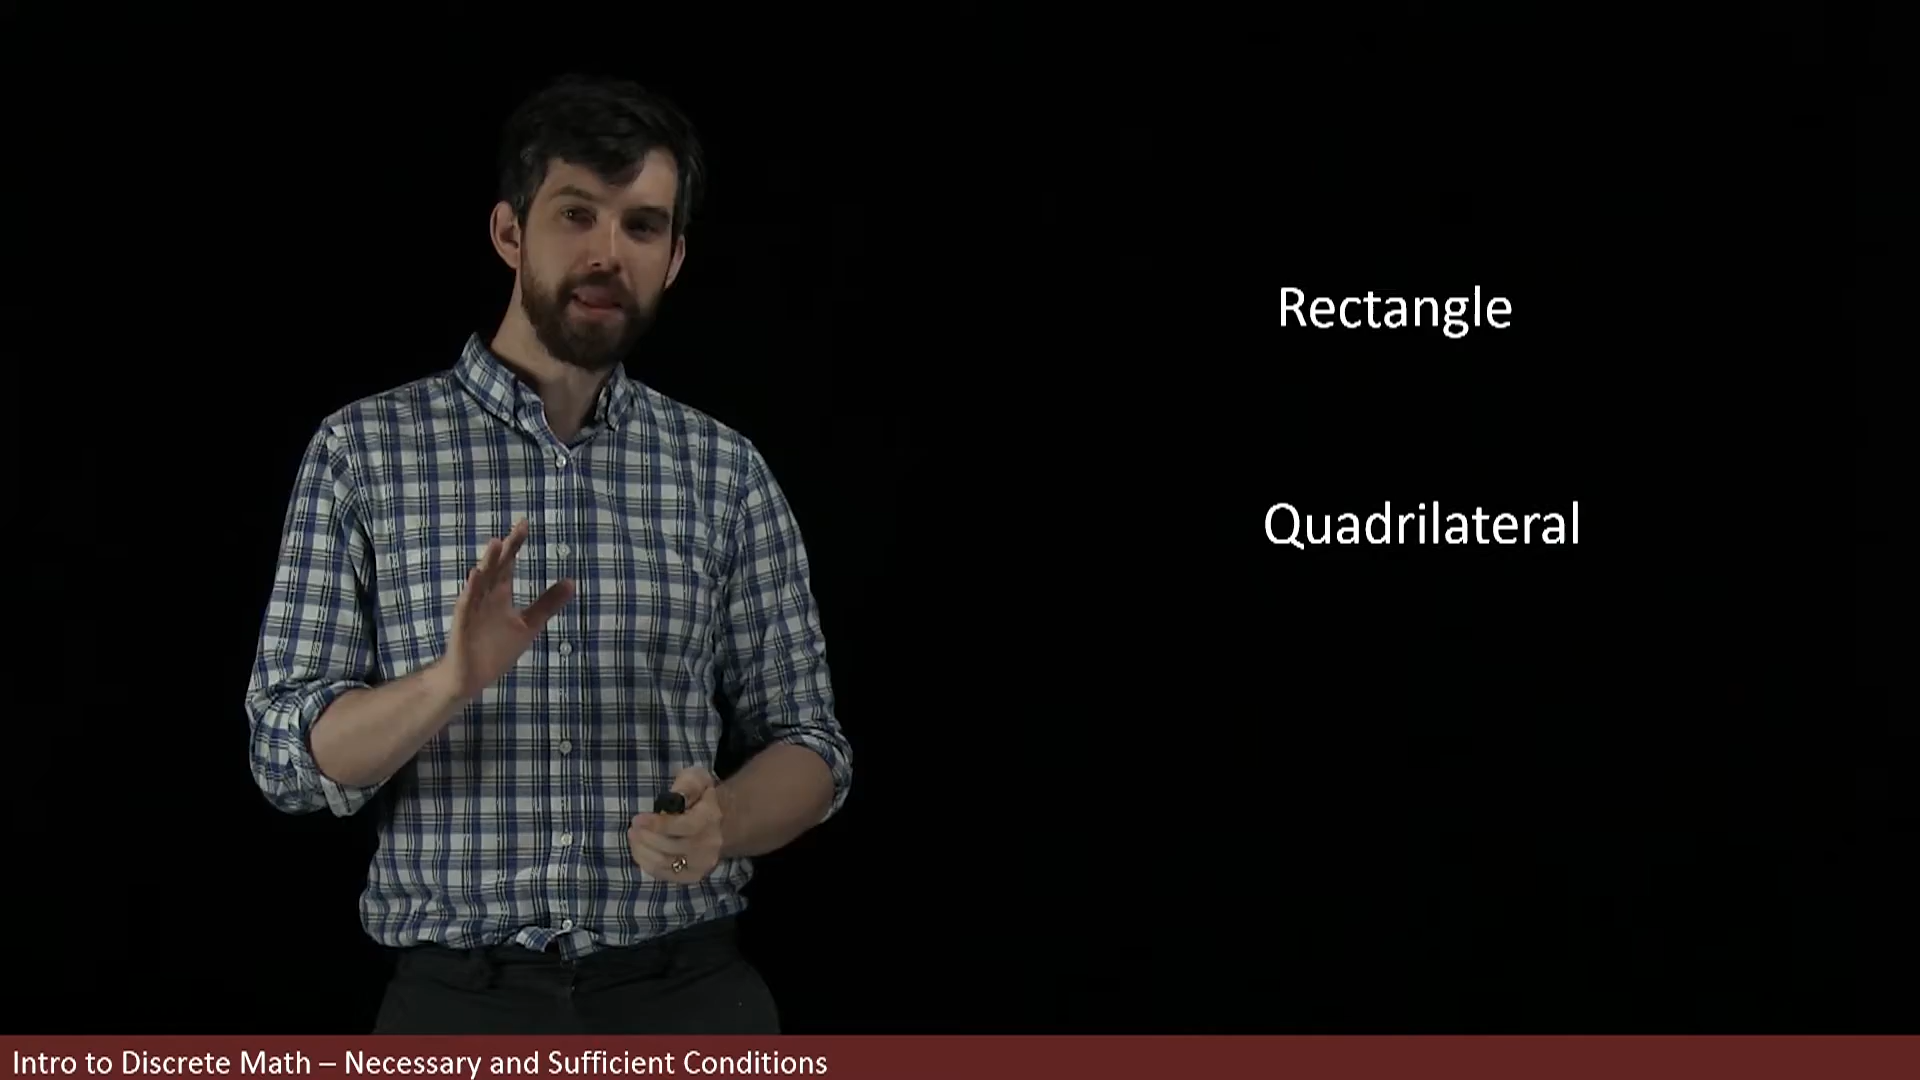 Rectangle
Quadrilateral
Intro to Discrete Math – Necessary and Sufficient Conditions